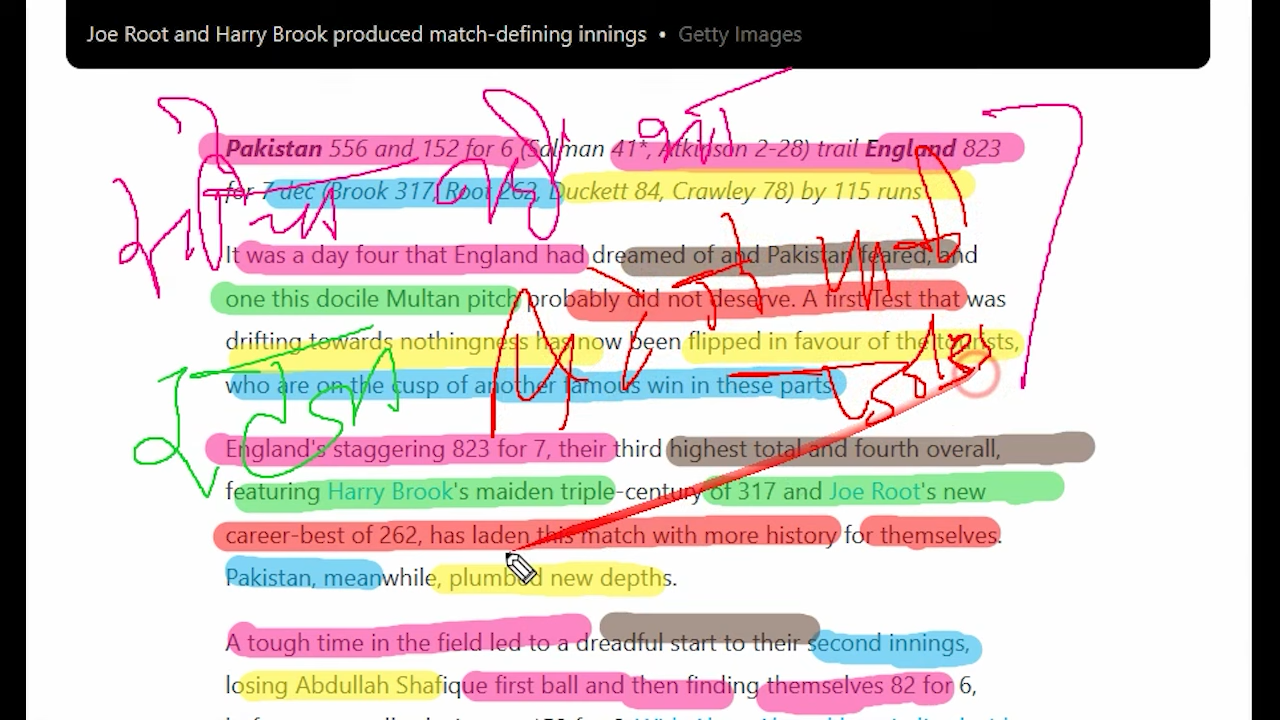 Joe Root and Harry Brook produced match-defining innings • Getty Images
Pakistan 556 and 152 for 6 (Salman 41*, Atkinson 2-28) trail England 823
for 7 dec (Brook 317, Root 262, Duckett 84, Crawley 78) by 115 runs
It was a day four that England had dreamed of and Pakistan feared, and
one this docile Multan pitch probably did not deserve. A first Test that was
drifting towards nothingness has now been flipped in favour of the tourists,
who are on the cusp of another famous win in these parts
England's staggering 823 for 7, their third highest total and fourth overall,
featuring Harry Brook's maiden triple-century of 317 and Joe Root's new
career-best of 262, has laden this match with more history for themselves.
Pakistan, meanwhile, plumbed new depths.
A tough time in the field led to a dreadful start to their second innings,
losing Abdullah Shafique first ball and then finding themselves 82 for 6,